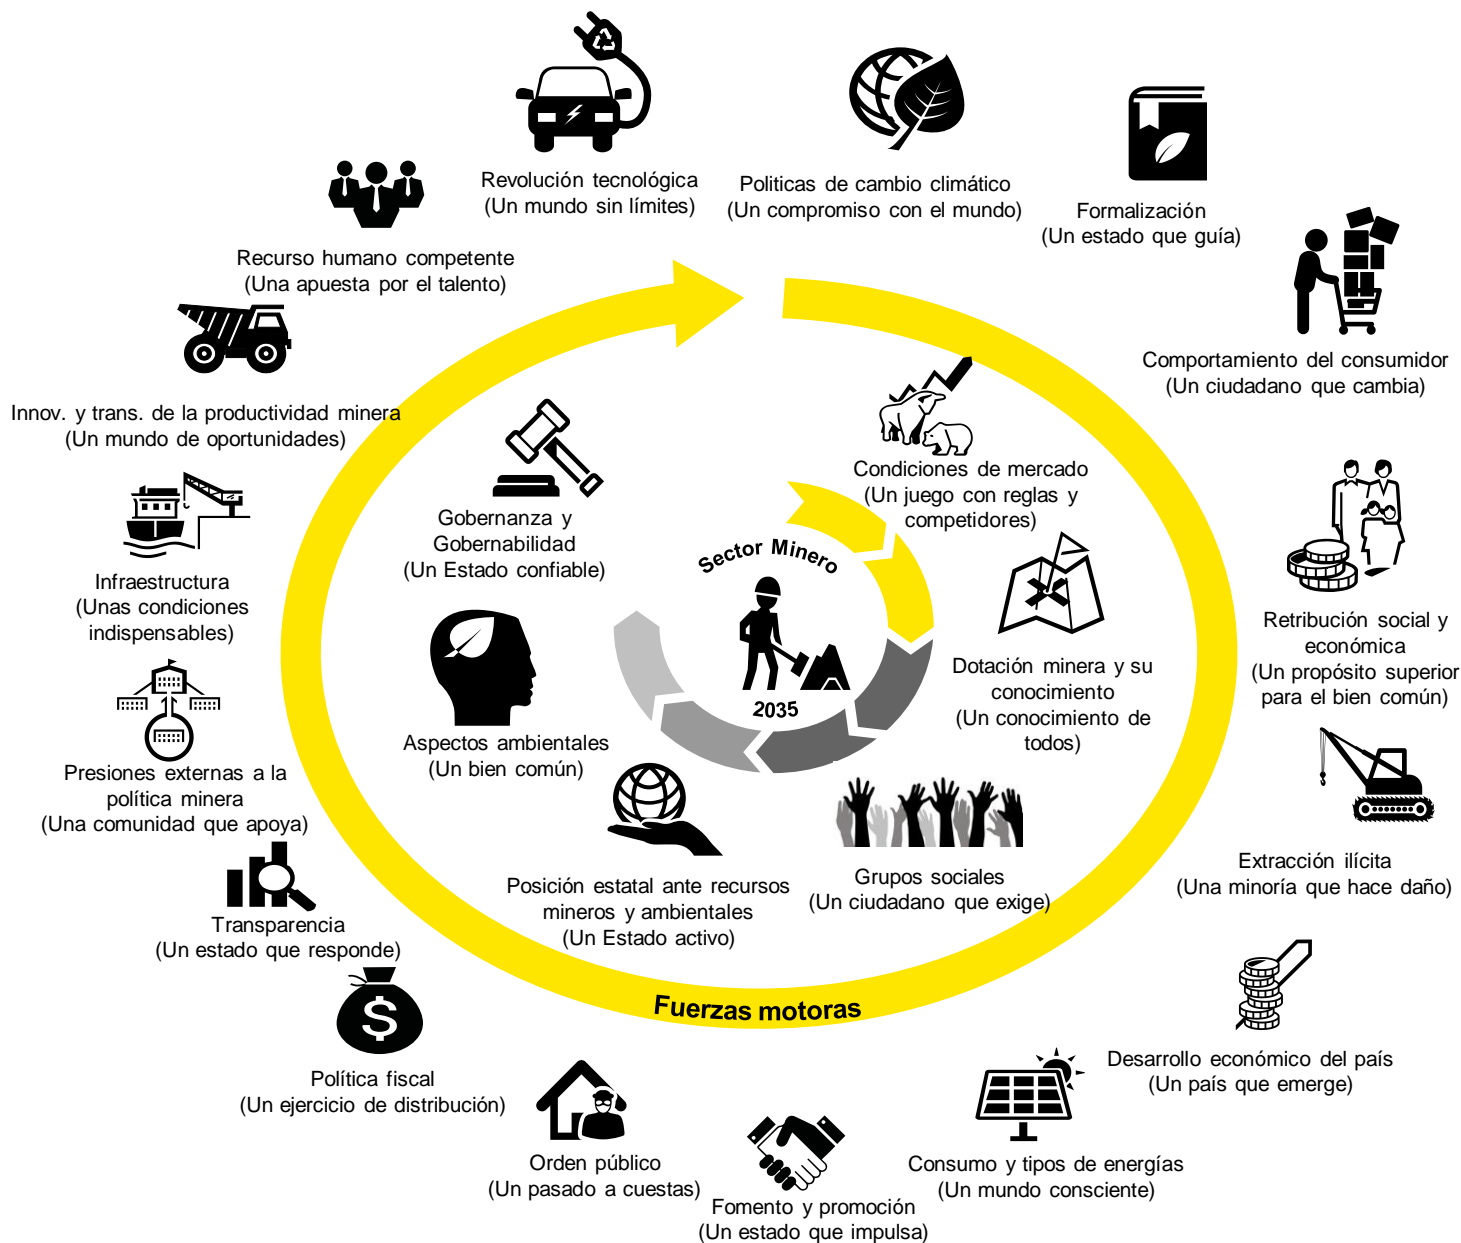 Revolución tecnológica
(Un mundo sin límites)
Politicas de cambio climático
(Un compromiso con el mundo)
Formalización
(Un estado que guía)
Recurso humano competente
(Una apuesta por el talento)
Comportamiento del consumidor
(Un ciudadano que cambia)
Innov. y trans. de la productividad minera
(Un mundo de oportunidades)
Condiciones de mercado
(Un juego con reglas y
competidores)
Gobernanza y
Gobernabilidad
(Un Estado confiable)
Sector Minero
2035
Infraestructura
(Unas condiciones
indispensables)
Retribución social y
económica
(Un propósito superior
para el bien común)
Dotación minera y su
conocimiento
(Un conocimiento de
todos)
Aspectos ambientales
(Un bien común)
Presiones externas a la
política minera
(Una comunidad que apoya)
Extracción ilícita
(Una minoría que hace daño)
Posición estatal ante recursos
mineros y ambientales
(Un Estado activo)
Grupos sociales
(Un ciudadano que exige)
Transparencia
(Un estado que responde)
Fuerzas motoras
$
Política fiscal
(Un ejercicio de distribución)
Desarrollo económico del país
(Un país que emerge)
Orden público
(Un pasado a cuestas)
Consumo y tipos de energías
(Un mundo consciente)
Fomento y promoción
(Un estado que impulsa)